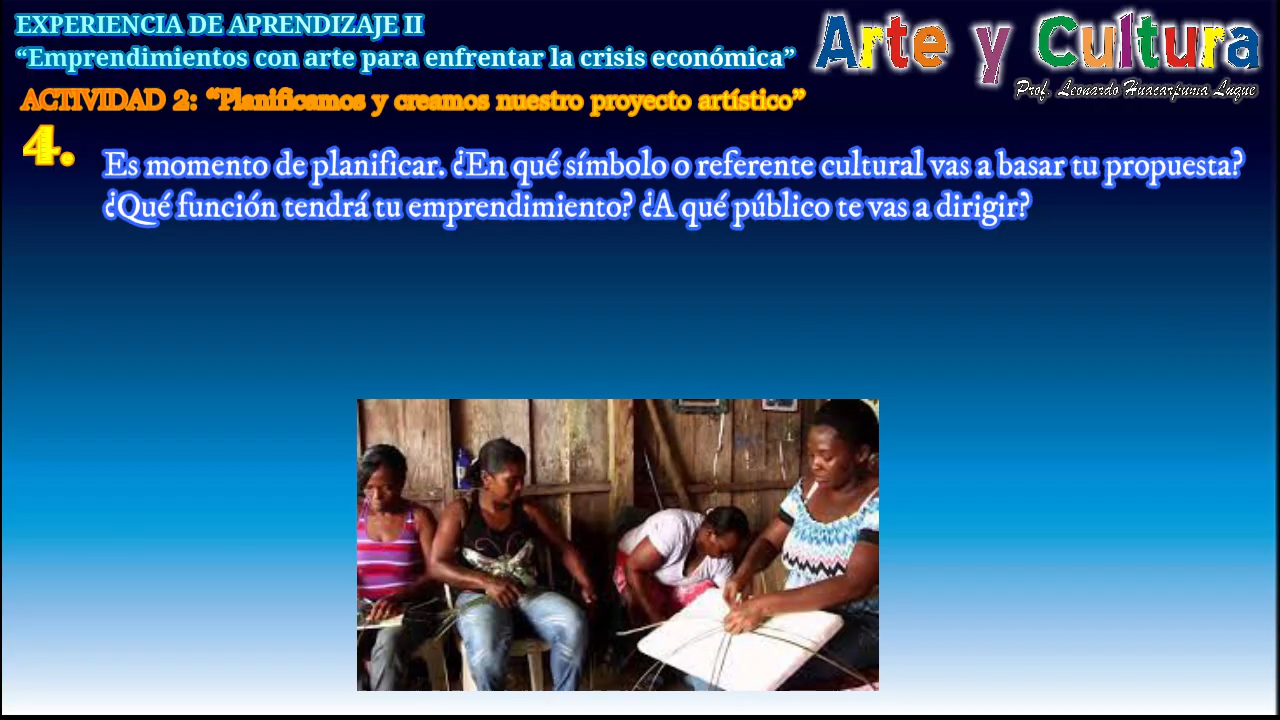 EXPERIENCIA DE APRENDIZAJE II
“Emprendimientos con arte para enfrentar la crisis económica”
Arte y Cultura
Prof. Leonardo Huacarpuma Luque
ACTIVIDAD 2: “Planificamos y creamos nuestro proyecto artístico”
4.
Es momento de planificar. ¿En qué símbolo o referente cultural vas a basar tu propuesta?
¿Qué función tendrá tu emprendimiento? ¿A qué público te vas a dirigir?